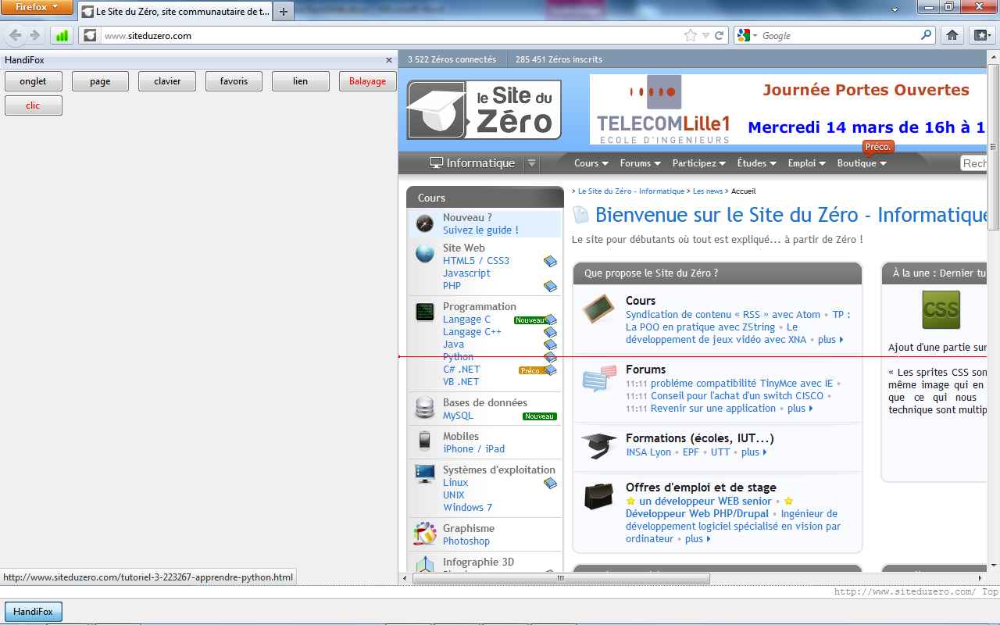 Firefox
Le Site du Zéro, site communautaire de t...
www.siteduzero.com
Google
HandiFox
onglet
page
clavier
favoris
lien
Balayage
clic
3 522 Zéros connectés
285 451 Zéros inscrits
le Site du
Zéro
TELECOMLille1
ECOLE D'INGENIEURS
Journée Portes Ouvertes
Mercredi 14 mars de 16h à 1
Préco.
Informatique
Cours
Forums
Participez
Études
Emploi
Boutique
Rech
Cours
Nouveau ?
Suivez le guide !
Site Web
HTML5 / CSS3
Javascript
PHP
Programmation
Langage C
Nouveau
Langage C++
Java
Python
C# .NET
Préco.
VB .NET
Bases de données
MySQL
Nouveau
Mobiles
iPhone / iPad
Systèmes d'exploitation
Linux
UNIX
Windows 7
Graphisme
Photoshop
Infographie 3D
> Le Site du Zéro - Informatique > Les news > Accueil
Bienvenue sur le Site du Zéro - Informatique
Le site pour débutants où tout est expliqué... à partir de Zéro !
Que propose le Site du Zéro ?
Cours
Syndication de contenu « RSS » avec Atom • TP :
La POO en pratique avec ZString • Le
développement de jeux vidéo avec XNA • plus
Forums
11:11 probléme compatibilité TinyMce avec IE •
11:11 Conseil pour l'achat d'un switch CISCO •
11:11 Revenir sur une application • plus
Formations (écoles, IUT...)
INSA Lyon • EPF • UTT • plus
Offres d'emploi et de stage
un développeur WEB senior •
Développeur Web PHP/Drupal • Ingénieur de
développement logiciel spécialisé en vision par
ordinateur • plus
À la une : Dernier tu
CSS
Ajout d'une partie sur
« Les sprites CSS son
même image qui en
que ce qui nous
technique sont multip
http://www.siteduzero.com/tutoriel-3-223267-apprendre-python.html
http://www.siteduzero.com/ Top
HandiFox